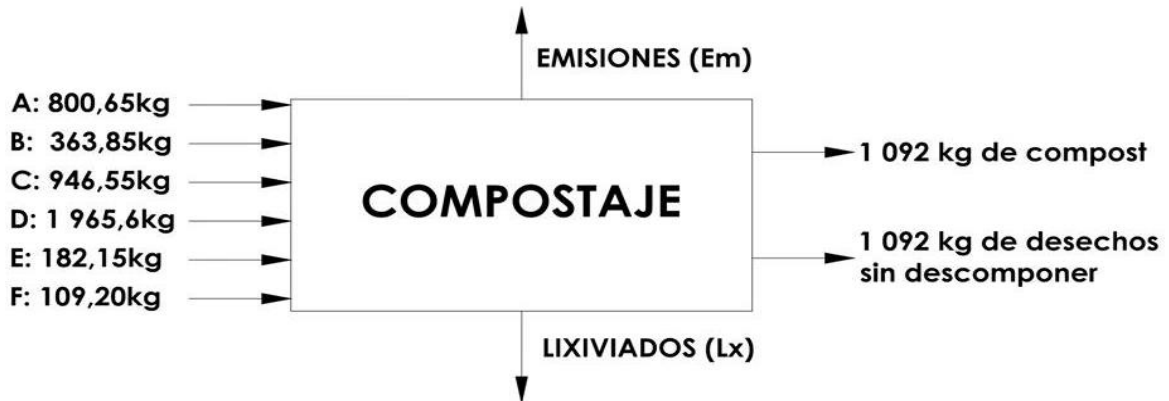 EMISIONES (Em)
A: 800,65kg
B: 363,85kg
C: 946,55kg
D: 1 965,6kg
E: 182,15kg
F: 109,20kg
COMPOSTAJE
1 092 kg de compost
1 092 kg de desechos
sin descomponer
LIXIVIADOS (Lx)